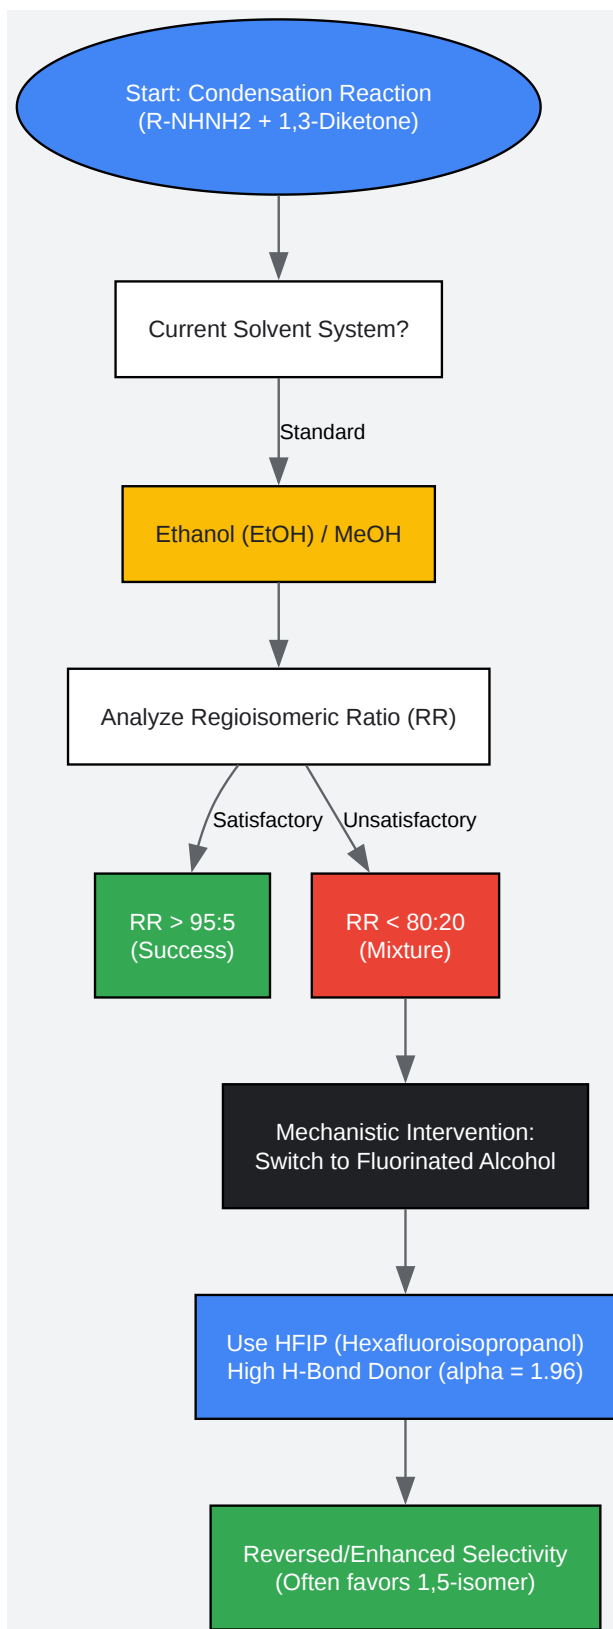 Start: Condensation Reaction
(R-NHNH2 + 1,3-Diketone)
Current Solvent System?
Standard
Ethanol (EtOH) / MeOH
Analyze Regioisomeric Ratio (RR)
Satisfactory
Unsatisfactory
RR > 95:5
(Success)
RR < 80:20
(Mixture)
Mechanistic Intervention:
Switch to Fluorinated Alcohol
Use HFIP (Hexafluoroisopropanol)
High H-Bond Donor (alpha = 1.96)
Reversed/Enhanced Selectivity
(Often favors 1,5-isomer)